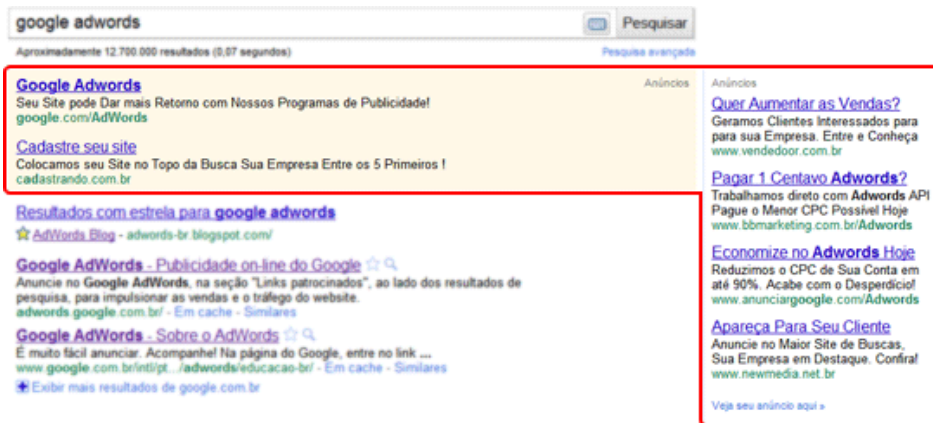 google adwords
Pesquisar
Aproximadamente 12.700.000 resultados (0,07 segundos)
Pesquisa avançada
Google Adwords
Anúncios
Seu Site pode Dar mais Retorno com Nossos Programas de Publicidade!
google.com/AdWords
Cadastre seu site
Colocamos seu Site no Topo da Busca Sua Empresa Entre os 5 Primeiros !
cadastrando.com.br
Resultados com estrela para google adwords
AdWords Blog - adwords-br.blogspot.com/
Google AdWords - Publicidade on-line do Google
Anuncie no Google AdWords, na seção "Links patrocinados", ao lado dos resultados de
pesquisa, para impulsionar as vendas e o tráfego do website.
adwords.google.com.br/ - Em cache - Similares
Google AdWords - Sobre o AdWords
É muito fácil anunciar. Acompanhe! Na página do Google, entre no link ...
www.google.com.br/intl/pt.../adwords/educacao-br/ - Em cache - Similares
Exibir mais resultados de google.com.br
Anúncios
Quer Aumentar as Vendas?
Geramos Clientes Interessados para
para sua Empresa. Entre e Conheça
www.vendedoor.com.br
Pagar 1 Centavo Adwords?
Trabalhamos direto com Adwords API
Pague o Menor CPC Possível Hoje
www.bbmarketing.com.br/Adwords
Economize no Adwords Hoje
Reduzimos o CPC de Sua Conta em
até 90%. Acabe com o Desperdício!
www.anunciargoogle.com/Adwords
Apareça Para Seu Cliente
Anuncie no Maior Site de Buscas,
Sua Empresa em Destaque. Confira!
www.newmedia.net.br
Veja seu anúncio aqui »